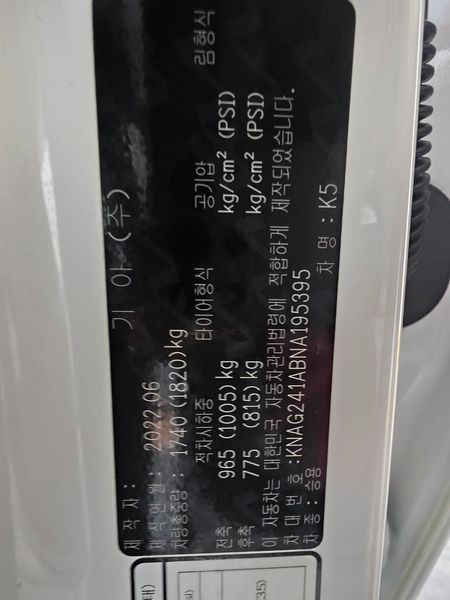 기 아 (주)
제 작 자 :
제 작 연 월 : 2022.06
차량총중량 : 1740 (1820)kg
적차시하중 타이어형식 공기압 림형식
kg/cm² (PSI)
전축 965 (1005) kg kg/cm² (PSI)
후축 775 (815) kg kg/cm² (PSI)
이 자동차는 대한민국 자동차관리법령에 적합하게 제작되었습니다.
차 대 번 호 : KNAG241ABNA195395
차 종 : 승용 차 명 : K5